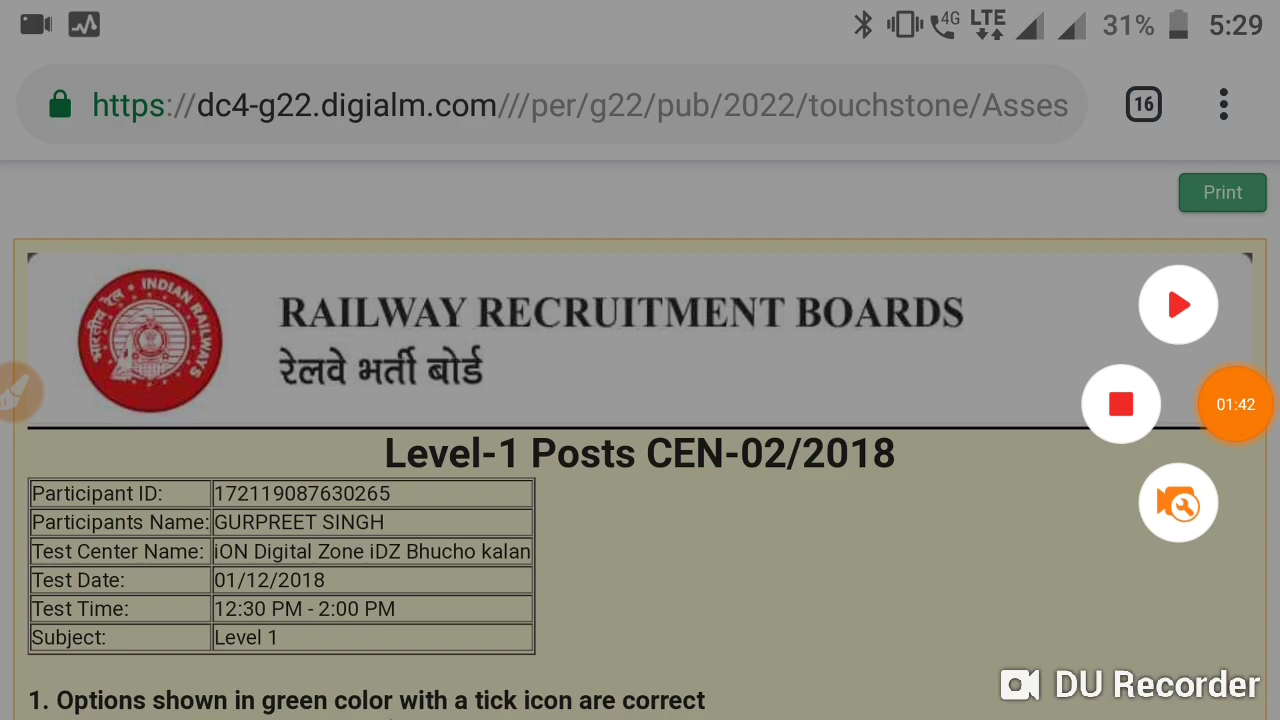 4G LTE 31% 5:29
https://dc4-g22.digialm.com///per/g22/pub/2022/touchstone/Asses 16
Print
INDIAN RAILWAYS
भारतीय रेल
RAILWAY RECRUITMENT BOARDS
रेलवे भर्ती बोर्ड
01:42
Level-1 Posts CEN-02/2018
Participant ID: 172119087630265
Participants Name: GURPREET SINGH
Test Center Name: iON Digital Zone iDZ Bhucho kalan
Test Date: 01/12/2018
Test Time: 12:30 PM - 2:00 PM
Subject: Level 1
DU Recorder
1. Options shown in green color with a tick icon are correct